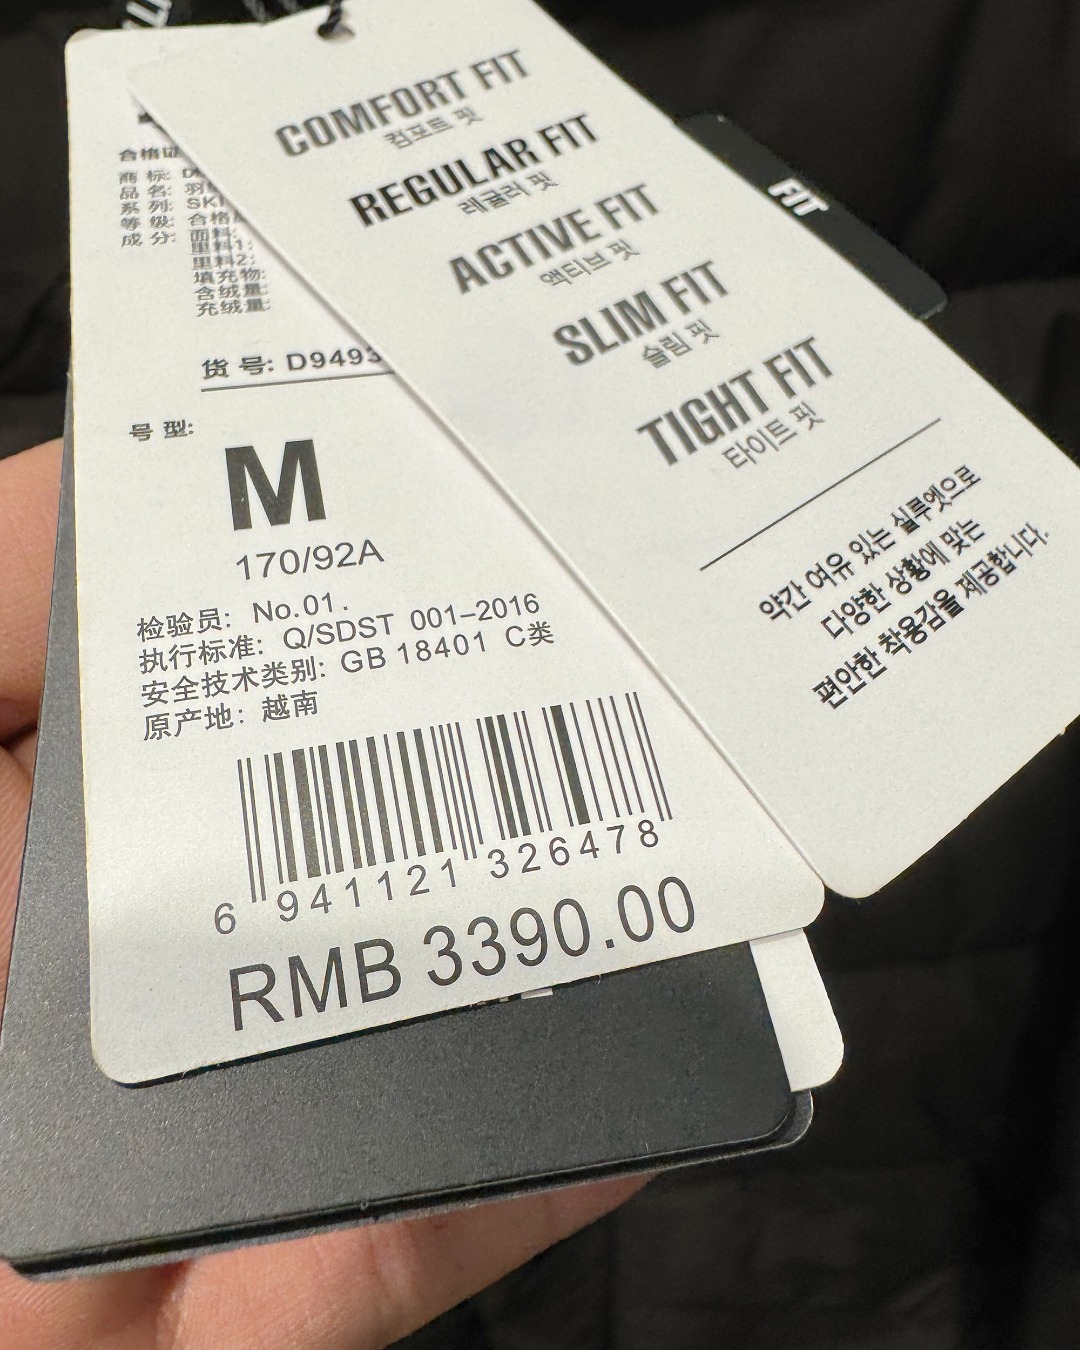 合格证
商 标: D
品 名: 羽
系 列: SKI
等 级: 合格
成 分: 面料:
里料1:
里料2:
填充物:
含绒量:
充绒量:
货 号: D9493
号 型:
M
170/92A
检验员: No.01.
执行标准: Q/SDST 001-2016
安全技术类别: GB 18401 C类
原产地: 越南
6 941121 326478
RMB 3390.00
COMFORT FIT
컴포트 핏
REGULAR FIT
레귤러 핏
ACTIVE FIT
액티브 핏
SLIM FIT
슬림 핏
TIGHT FIT
타이트 핏
약간 여유 있는 실루엣으로
다양한 상황에 맞는
편안한 착용감을 제공합니다.
FIT